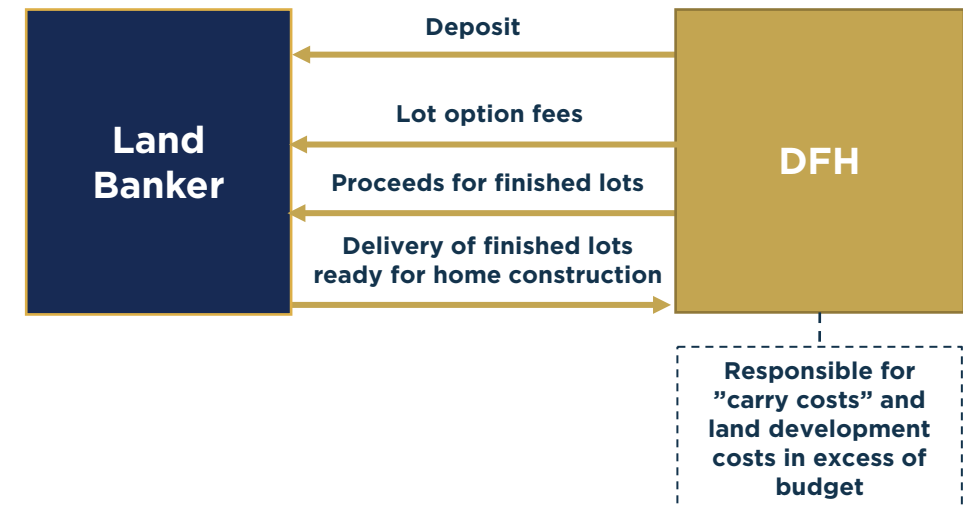 Deposit
Lot option fees
Land
Banker
DFH
Proceeds for finished lots
Delivery of finished lots
ready for home construction
Responsible for
”carry costs” and
land development
costs in excess of
budget